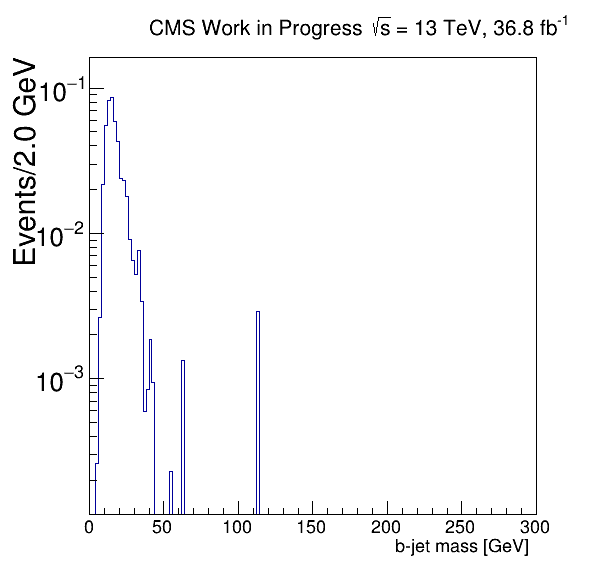 CMS Work in Progress √s = 13 TeV, 36.8 fb⁻¹
Events/2.0 GeV
10⁻¹
10⁻²
10⁻³
0 50 100 150 200 250 300
b-jet mass [GeV]